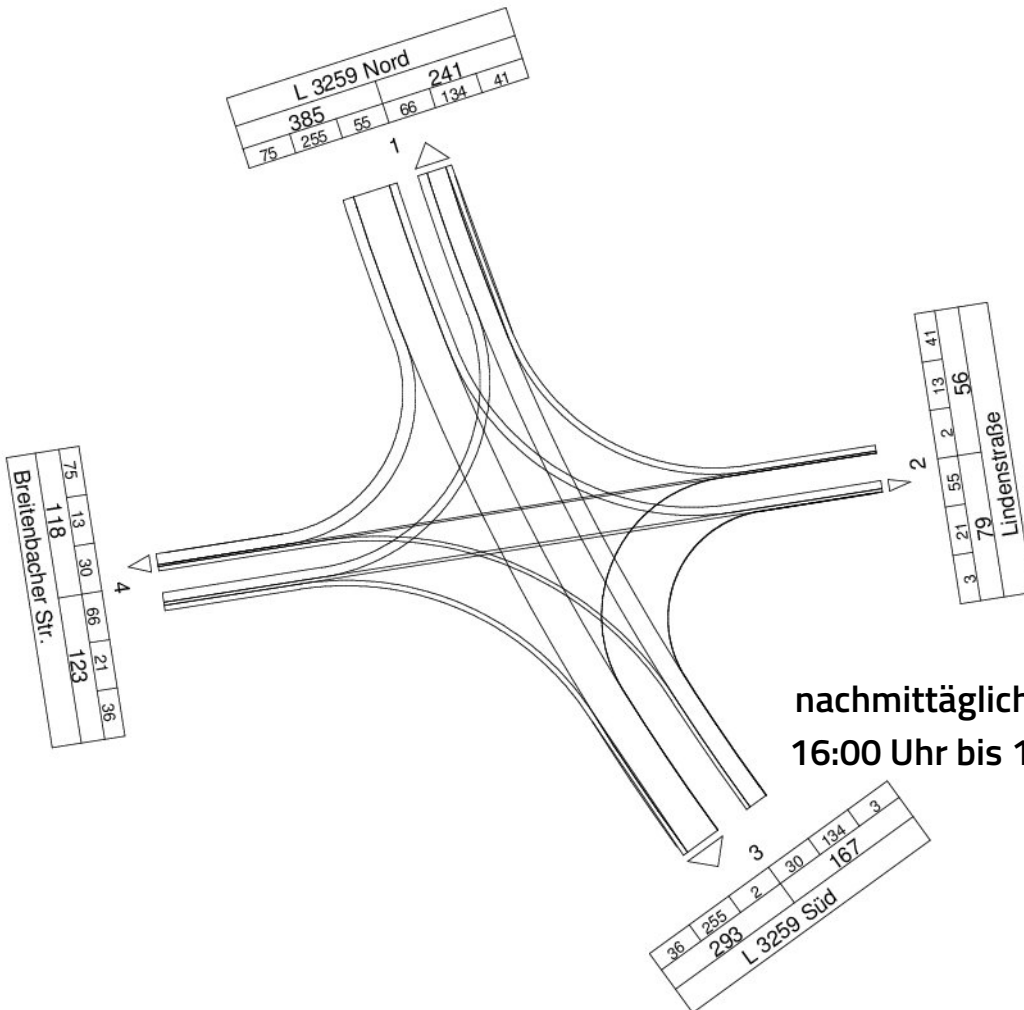 L 3259 Nord
385 241
75 255 55 66 134 41
1
41 13 2 55 21 3
56 79
Lindenstraße
2
75 13 30 66 21 36
118 123
Breitenbacher Str.
4
nachmittäglich
16:00 Uhr bis 1
3
36 255 2 30 134 3
293 167
L 3259 Süd